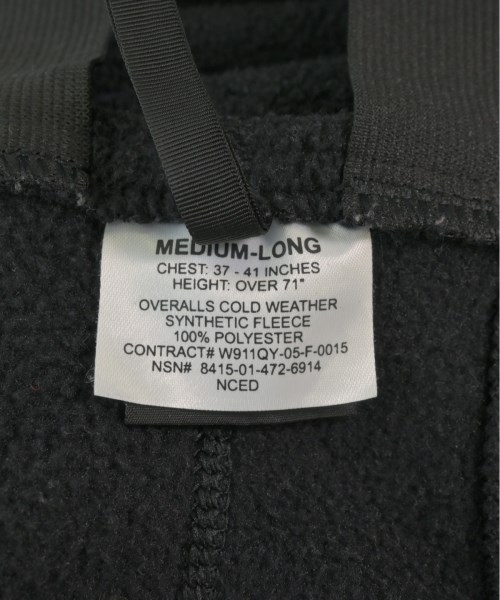 MEDIUM-LONG
CHEST: 37 - 41 INCHES
HEIGHT: OVER 71"
OVERALLS COLD WEATHER
SYNTHETIC FLEECE
100% POLYESTER
CONTRACT# W911QY-05-F-0015
NSN# 8415-01-472-6914
NCED